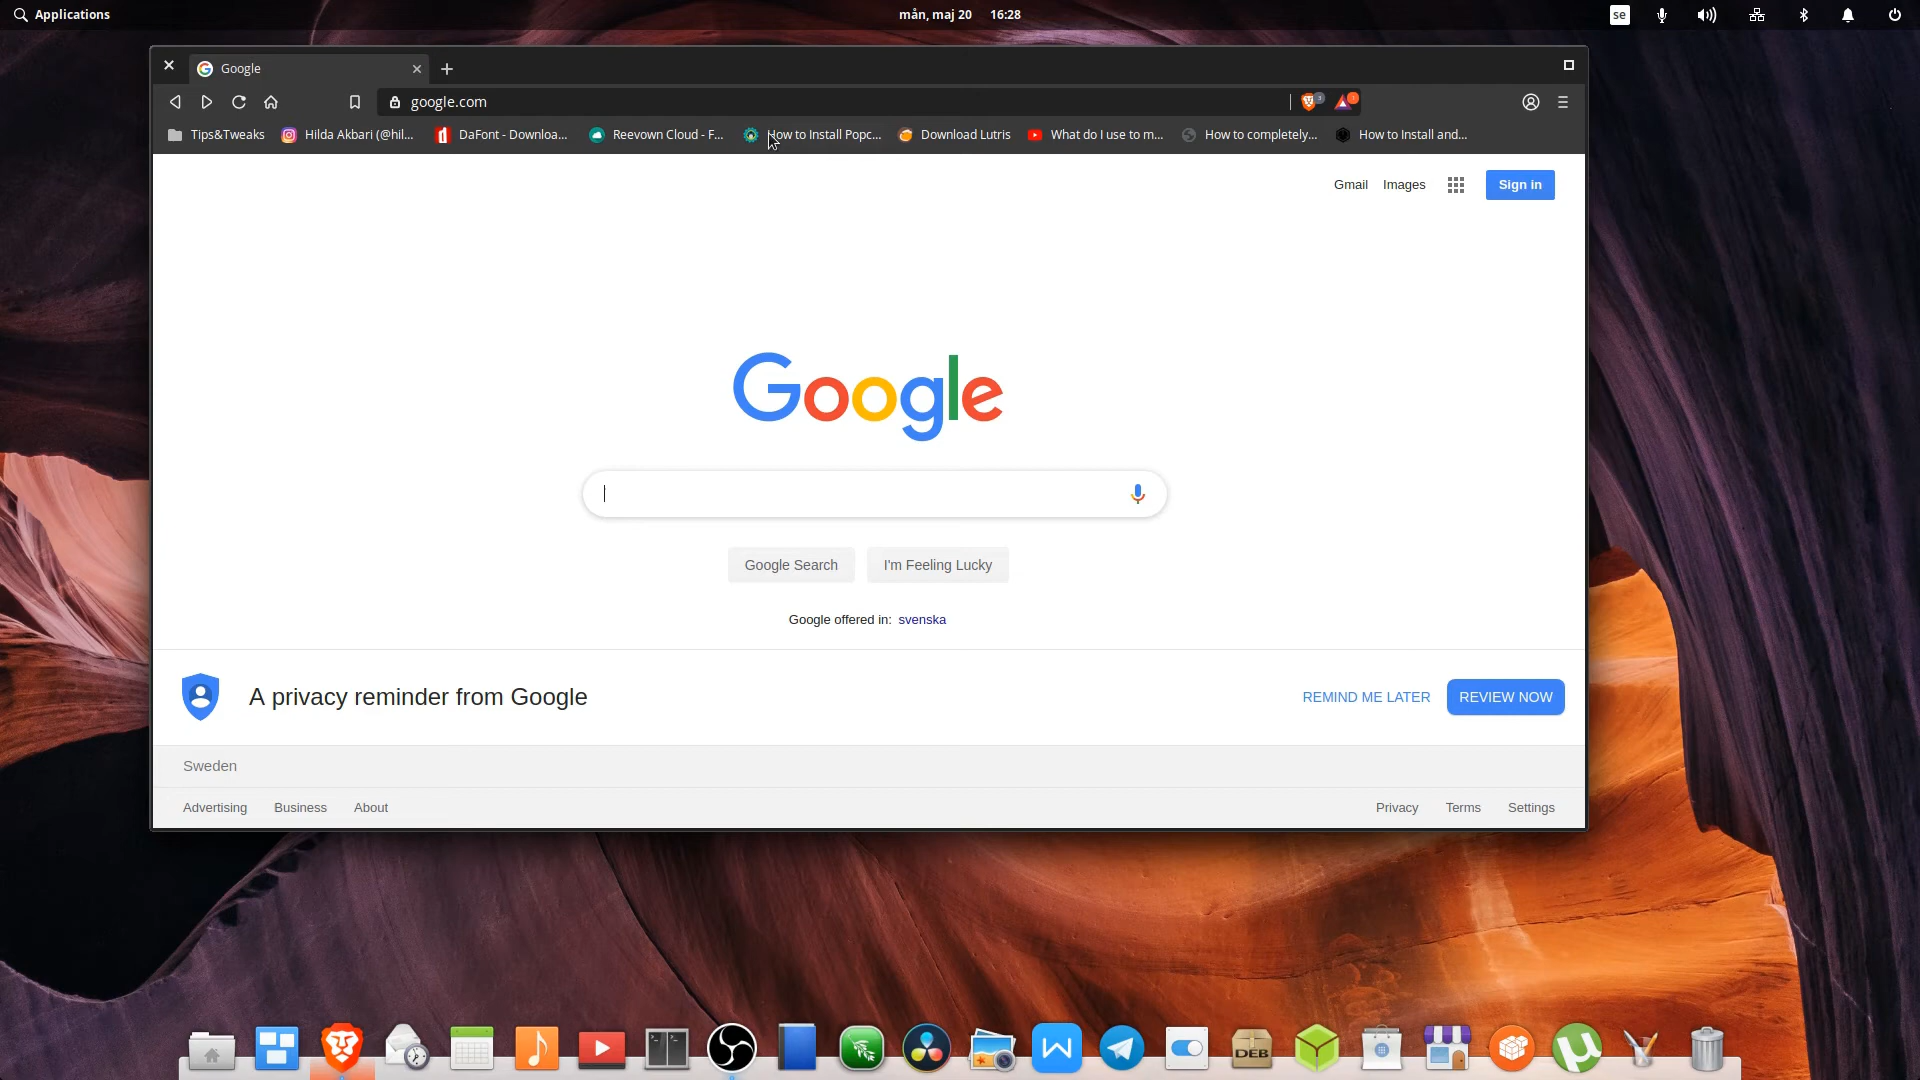 Applications
mån, maj 20 16:28
se
Google
google.com
Tips&Tweaks
Hilda Akbari (@hil...
DaFont - Downloa...
Reevown Cloud - F...
How to Install Popc...
Download Lutris
What do I use to m...
How to completely...
How to Install and...
Gmail Images
Sign in
Google
Google Search
I'm Feeling Lucky
Google offered in: svenska
A privacy reminder from Google
REMIND ME LATER
REVIEW NOW
Sweden
Advertising Business About
Privacy Terms Settings
DEB